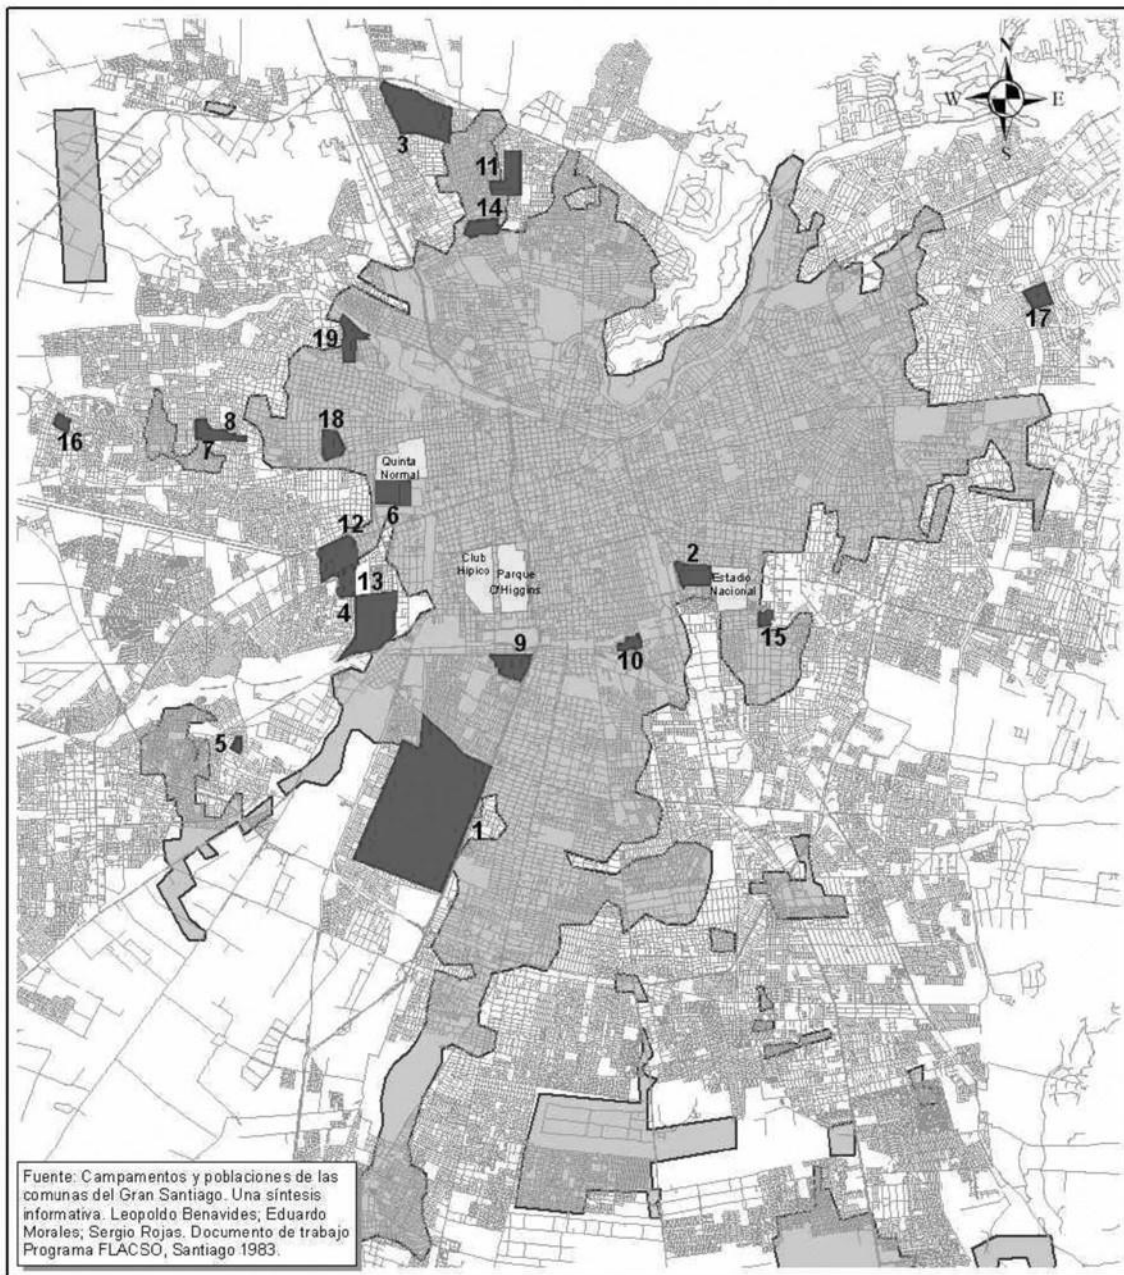 N
W E
S
3
11
14
17
19
8
16
7
18
Quinta
Normal
6
12
2
Club
Hípico
Parque
O'Higgins
Estadio
Nacional
13
4
15
9
10
5
1
Fuente: Campamentos y poblaciones de las
comunas del Gran Santiago. Una síntesis
informativa. Leopoldo Benavides; Eduardo
Morales; Sergio Rojas. Documento de trabajo
Programa FLACSO, Santiago 1983.